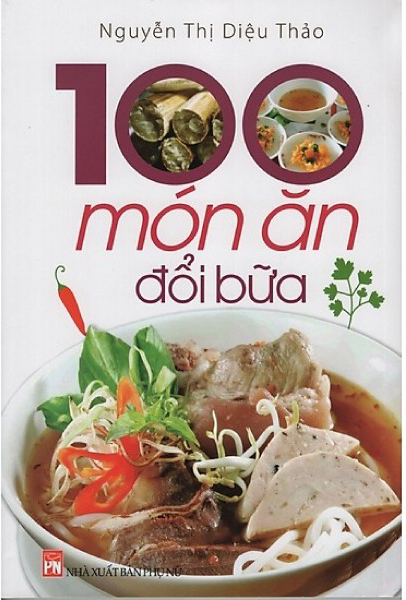 Nguyễn Thị Diệu Thảo
100
món ăn
đổi bữa
PN
NHÀ XUẤT BẢN PHỤ NỮ